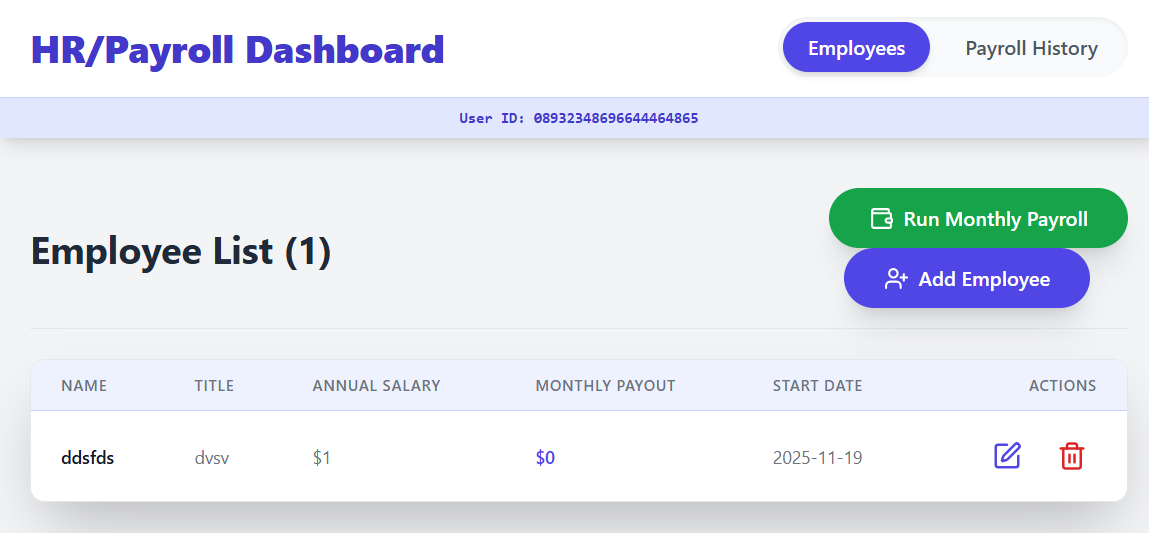 HR/Payroll Dashboard
Employees
Payroll History
User ID: 08932348696644464865
Run Monthly Payroll
Employee List (1)
Add Employee
NAME TITLE ANNUAL SALARY MONTHLY PAYOUT START DATE ACTIONS
ddsfds dvsv $1 $0 2025-11-19